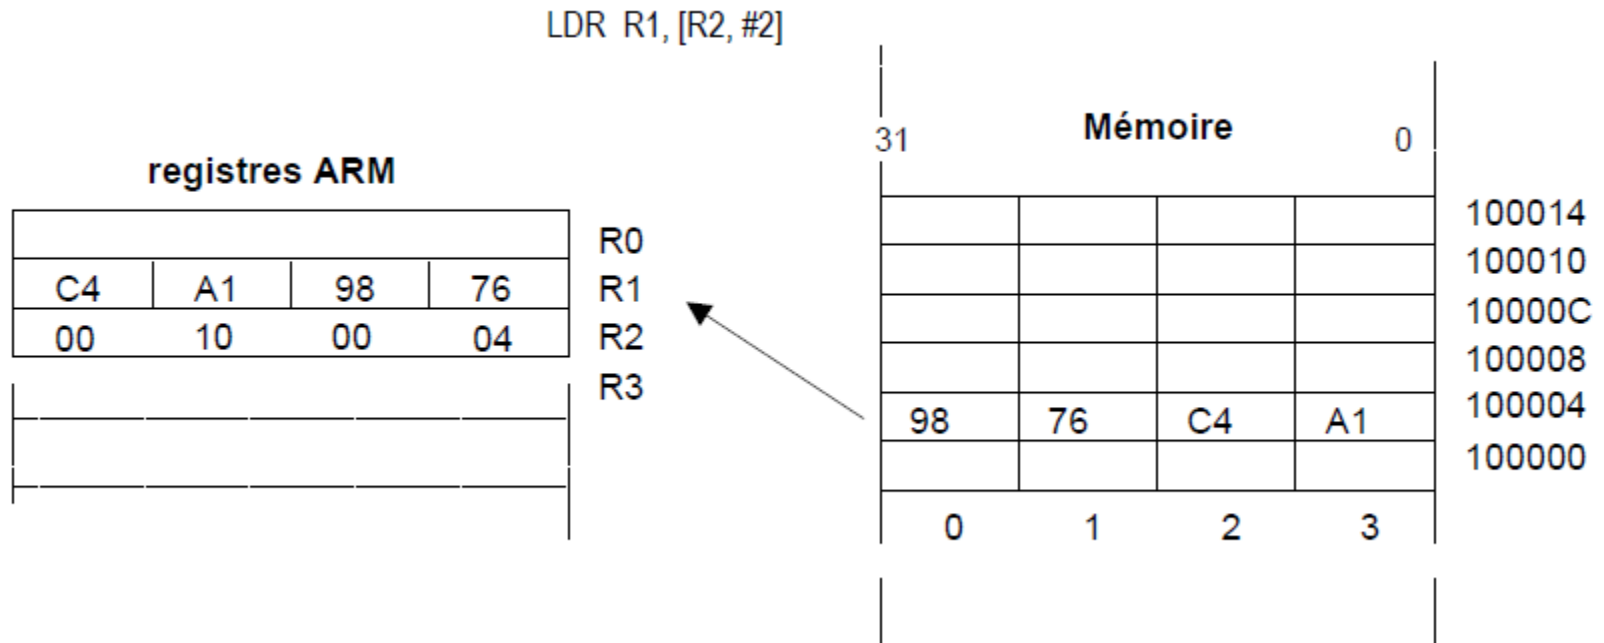 LDR R1, [R2, #2]
31 Mémoire 0
registres ARM
R0
C4 A1 98 76 R1
00 10 00 04 R2
R3
100014
100010
10000C
100008
98 76 C4 A1 100004
100000
0 1 2 3